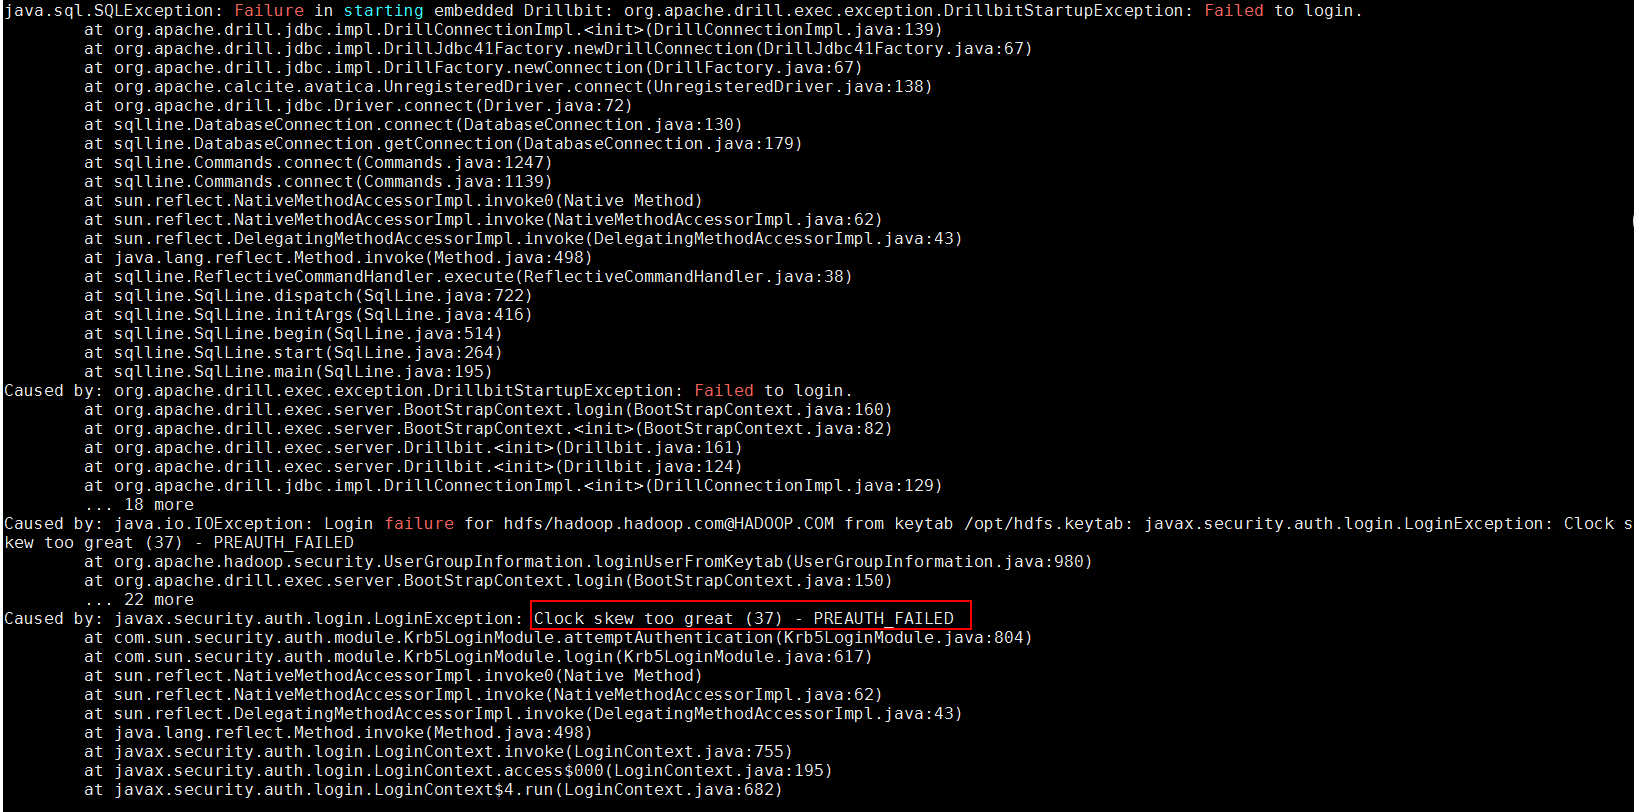 java.sql.SQLException: Failure in starting embedded Drillbit: org.apache.drill.exec.exception.DrillbitStartupException: Failed to login.
        at org.apache.drill.jdbc.impl.DrillConnectionImpl.<init>(DrillConnectionImpl.java:139)
        at org.apache.drill.jdbc.impl.DrillJdbc41Factory.newDrillConnection(DrillJdbc41Factory.java:67)
        at org.apache.drill.jdbc.impl.DrillFactory.newConnection(DrillFactory.java:67)
        at org.apache.calcite.avatica.UnregisteredDriver.connect(UnregisteredDriver.java:138)
        at org.apache.drill.jdbc.Driver.connect(Driver.java:72)
        at sqlline.DatabaseConnection.connect(DatabaseConnection.java:130)
        at sqlline.DatabaseConnection.getConnection(DatabaseConnection.java:179)
        at sqlline.Commands.connect(Commands.java:1247)
        at sqlline.Commands.connect(Commands.java:1139)
        at sun.reflect.NativeMethodAccessorImpl.invoke0(Native Method)
        at sun.reflect.NativeMethodAccessorImpl.invoke(NativeMethodAccessorImpl.java:62)
        at sun.reflect.DelegatingMethodAccessorImpl.invoke(DelegatingMethodAccessorImpl.java:43)
        at java.lang.reflect.Method.invoke(Method.java:498)
        at sqlline.ReflectiveCommandHandler.execute(ReflectiveCommandHandler.java:38)
        at sqlline.SqlLine.dispatch(SqlLine.java:722)
        at sqlline.SqlLine.initArgs(SqlLine.java:416)
        at sqlline.SqlLine.begin(SqlLine.java:514)
        at sqlline.SqlLine.start(SqlLine.java:264)
        at sqlline.SqlLine.main(SqlLine.java:195)
Caused by: org.apache.drill.exec.exception.DrillbitStartupException: Failed to login.
        at org.apache.drill.exec.server.BootStrapContext.login(BootStrapContext.java:160)
        at org.apache.drill.exec.server.BootStrapContext.<init>(BootStrapContext.java:82)
        at org.apache.drill.exec.server.Drillbit.<init>(Drillbit.java:161)
        at org.apache.drill.exec.server.Drillbit.<init>(Drillbit.java:124)
        at org.apache.drill.jdbc.impl.DrillConnectionImpl.<init>(DrillConnectionImpl.java:129)
        ... 18 more
Caused by: java.io.IOException: Login failure for hdfs/hadoop.hadoop.com@HADOOP.COM from keytab /opt/hdfs.keytab: javax.security.auth.login.LoginException: Clock s
kew too great (37) - PREAUTH_FAILED
        at org.apache.hadoop.security.UserGroupInformation.loginUserFromKeytab(UserGroupInformation.java:980)
        at org.apache.drill.exec.server.BootStrapContext.login(BootStrapContext.java:150)
        ... 22 more
Caused by: javax.security.auth.login.LoginException: Clock skew too great (37) - PREAUTH_FAILED
        at com.sun.security.auth.module.Krb5LoginModule.attemptAuthentication(Krb5LoginModule.java:804)
        at com.sun.security.auth.module.Krb5LoginModule.login(Krb5LoginModule.java:617)
        at sun.reflect.NativeMethodAccessorImpl.invoke0(Native Method)
        at sun.reflect.NativeMethodAccessorImpl.invoke(NativeMethodAccessorImpl.java:62)
        at sun.reflect.DelegatingMethodAccessorImpl.invoke(DelegatingMethodAccessorImpl.java:43)
        at java.lang.reflect.Method.invoke(Method.java:498)
        at javax.security.auth.login.LoginContext.invoke(LoginContext.java:755)
        at javax.security.auth.login.LoginContext.access$000(LoginContext.java:195)
        at javax.security.auth.login.LoginContext$4.run(LoginContext.java:682)